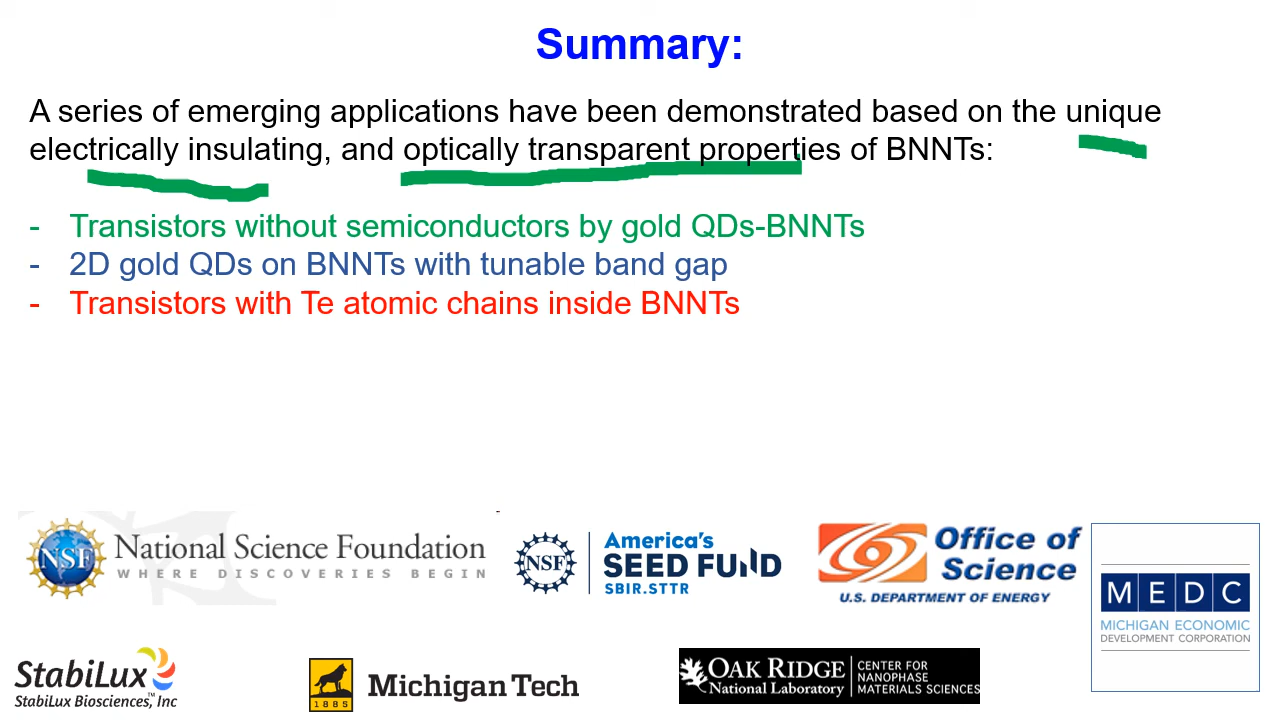 Summary:
A series of emerging applications have been demonstrated based on the unique
electrically insulating, and optically transparent properties of BNNTs:
- Transistors without semiconductors by gold QDs-BNNTs
- 2D gold QDs on BNNTs with tunable band gap
- Transistors with Te atomic chains inside BNNTs
NSF National Science Foundation
WHERE DISCOVERIES BEGIN
NSF
America's
SEED FUND
SBIR.STTR
Office of
Science
U.S. DEPARTMENT OF ENERGY
MEDC
MICHIGAN ECONOMIC
DEVELOPMENT CORPORATION
StabiLux
StabiLux Biosciences,™ Inc
1885
Michigan Tech
OAK RIDGE
National Laboratory
CENTER FOR
NANOPHASE
MATERIALS SCIENCES